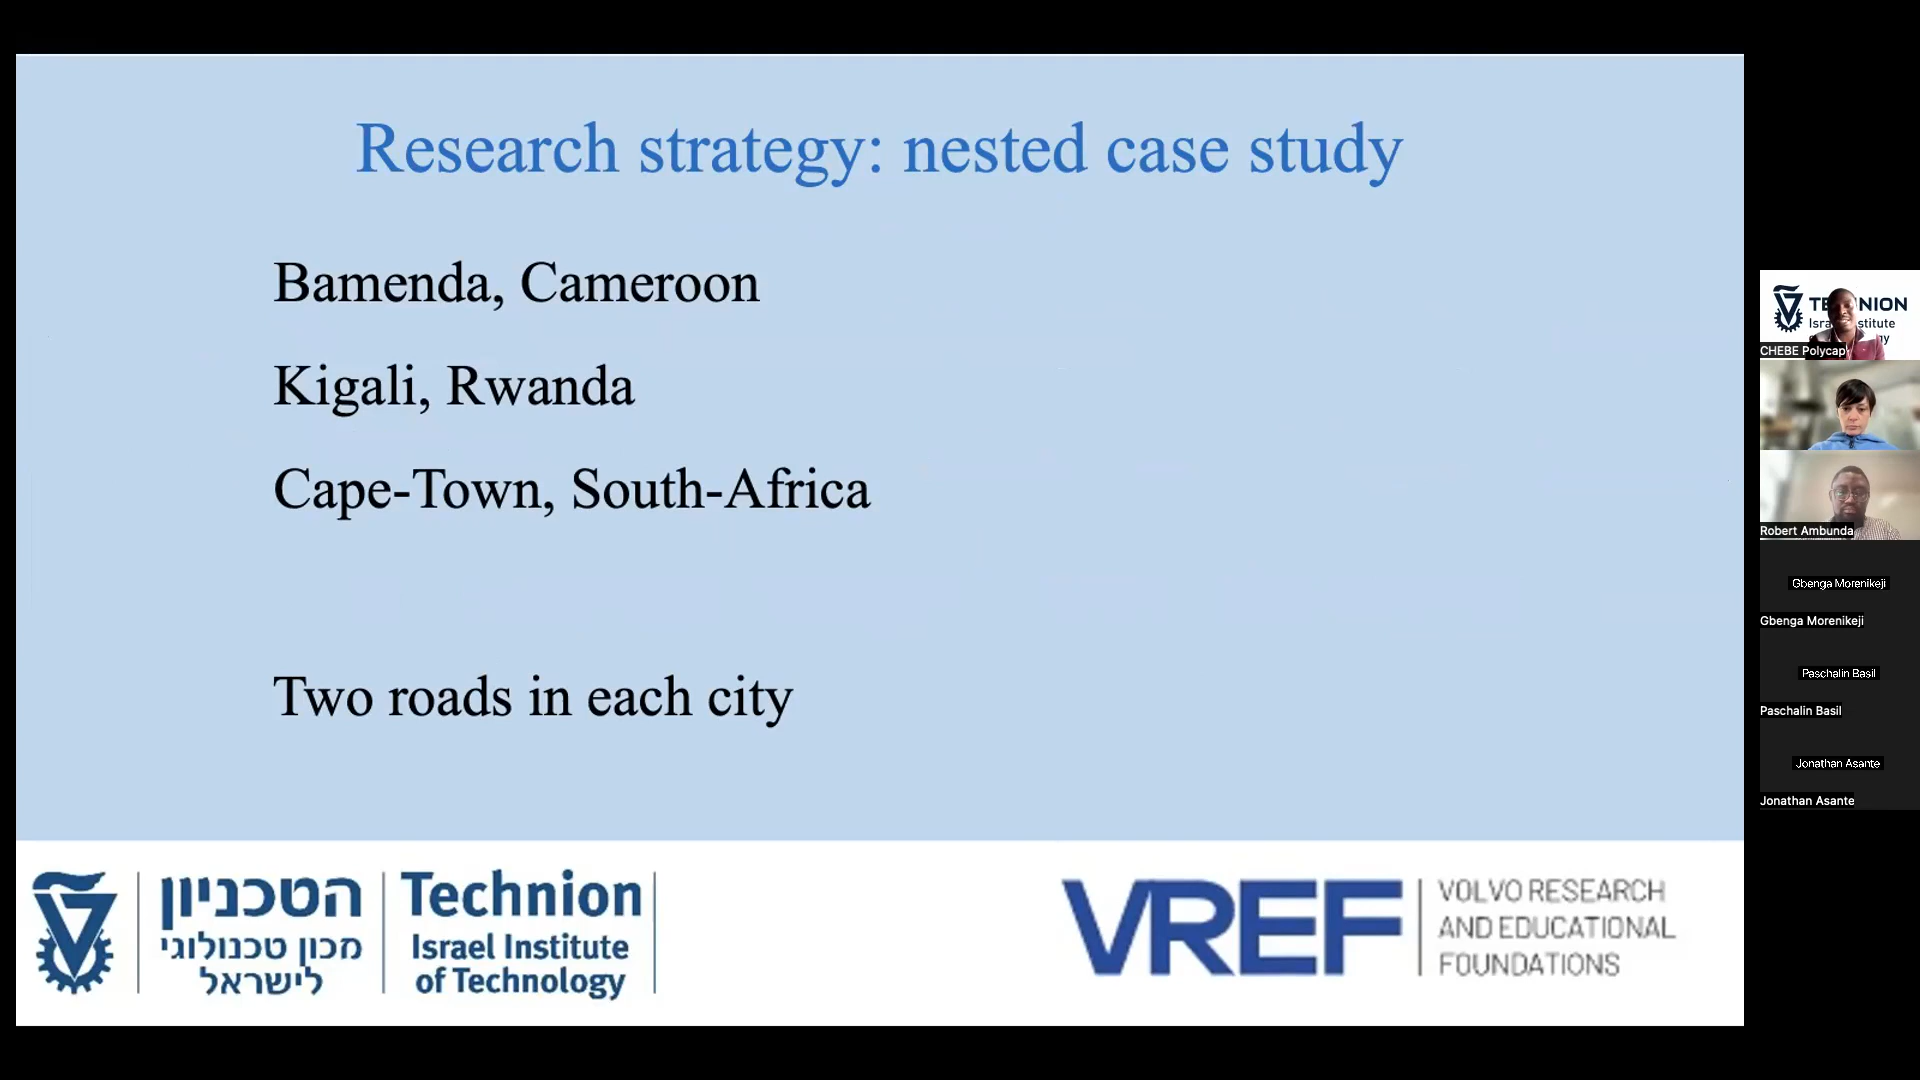 Research strategy: nested case study
Bamenda, Cameroon
Kigali, Rwanda
Cape-Town, South-Africa
Two roads in each city
הטכניון
מכון טכנולוגי
לישראל
Technion
Israel Institute
of Technology
VREF
VOLVO RESEARCH
AND EDUCATIONAL
FOUNDATIONS
CHEBE Polycap
Robert Ambunda
Gbenga Morenikeji
Gbenga Morenikeji
Paschalin Basil
Paschalin Basil
Jonathan Asante
Jonathan Asante